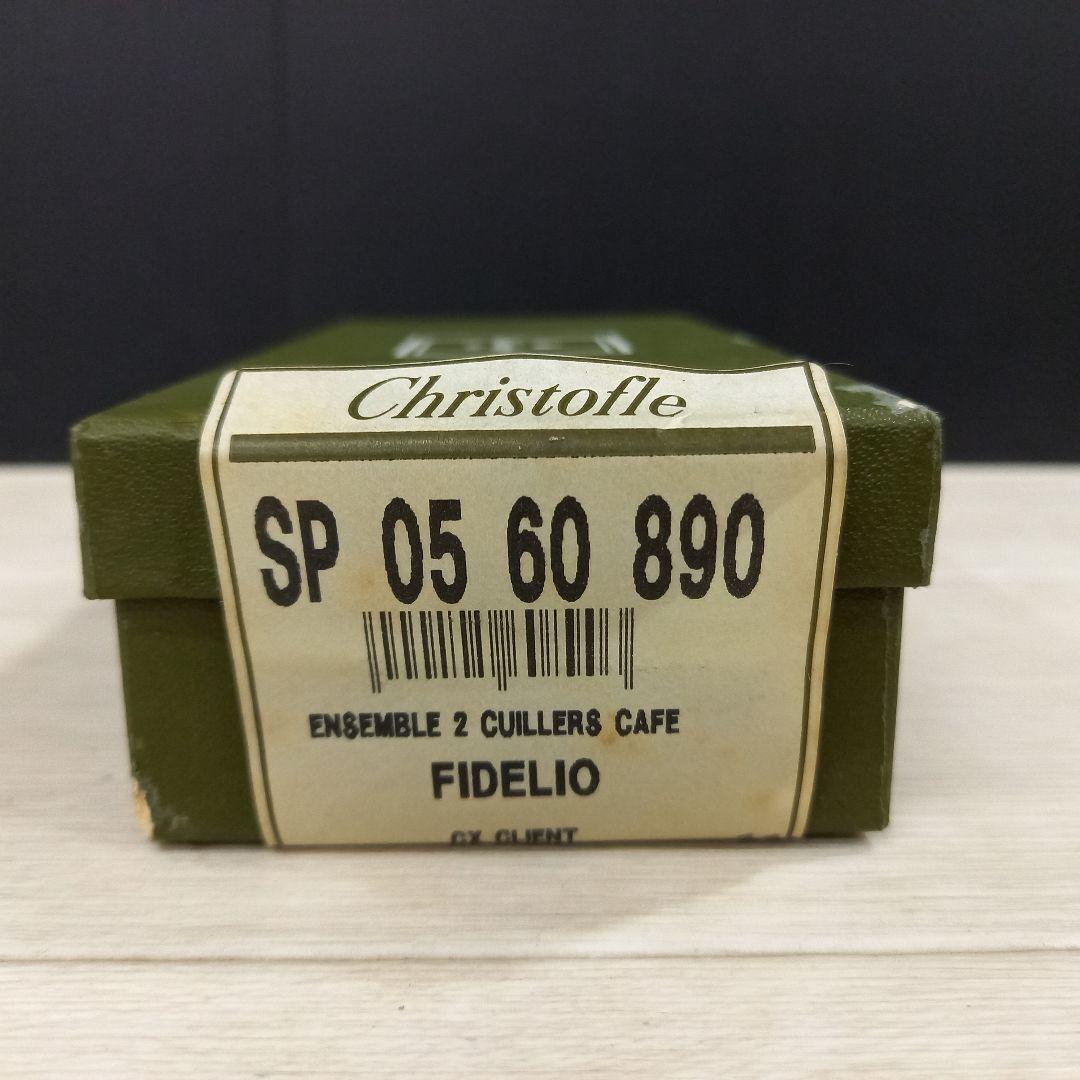 Christofle
SP 05 60 890
ENSEMBLE 2 CUILLERS CAFE
FIDELIO
CX CLIENT